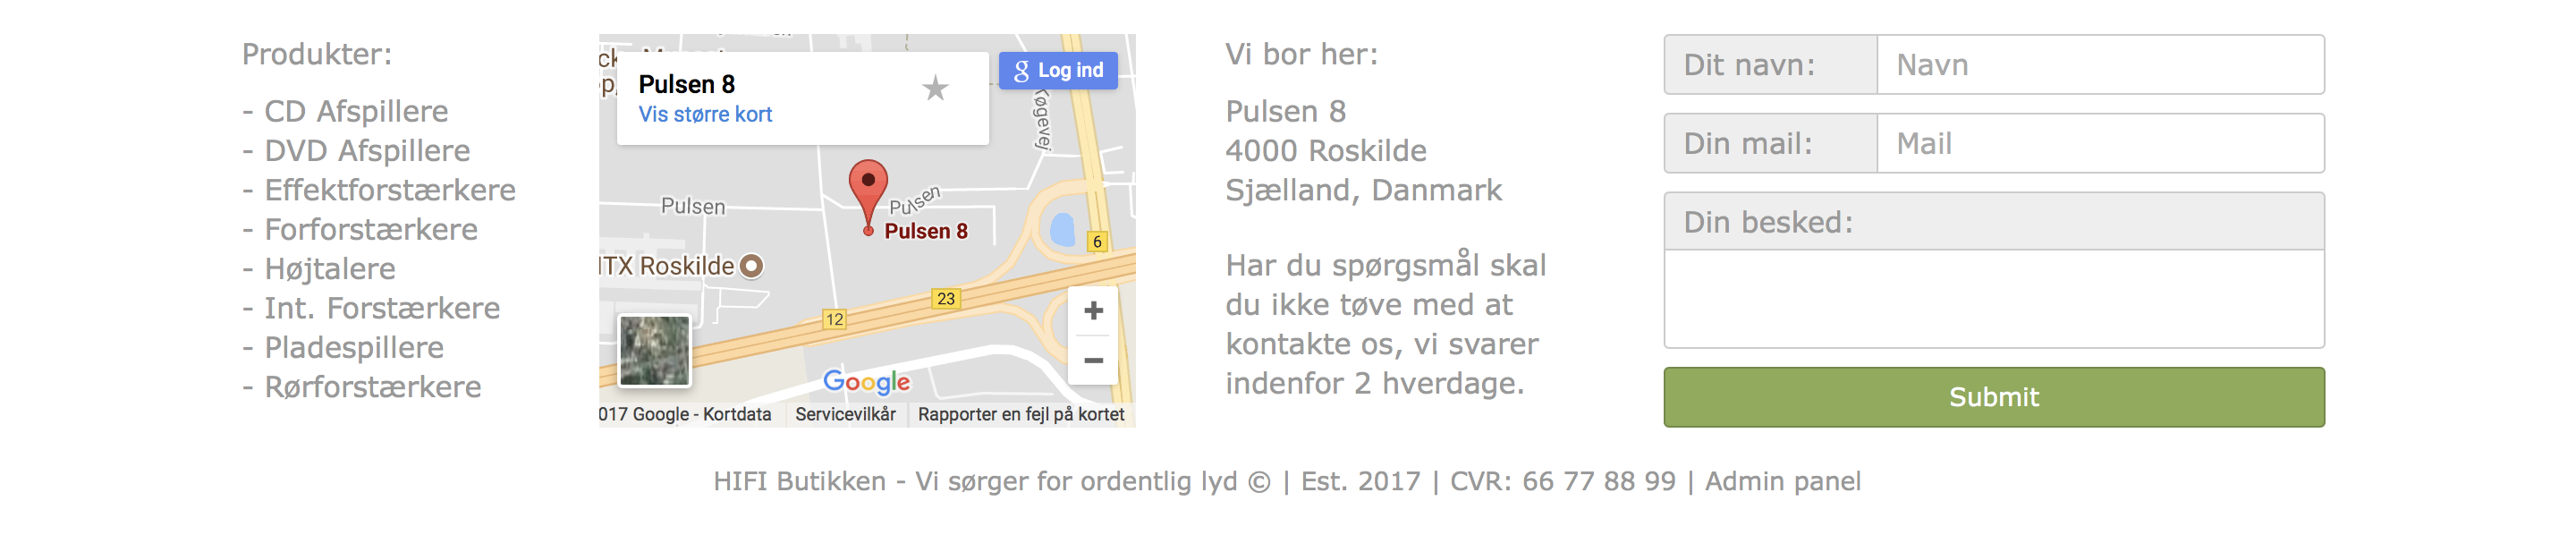 Produkter:
- CD Afspillere
- DVD Afspillere
- Effektforstærkere
- Forforstærkere
- Højtalere
- Int. Forstærkere
- Pladespillere
- Rørforstærkere
Pulsen 8
Vis større kort
Log ind
Køgevej
Pulsen
Pulsen
Pulsen 8
HTX Roskilde
6
23
12
Google
2017 Google - Kortdata
Servicevilkår
Rapporter en fejl på kortet
Vi bor her:
Pulsen 8
4000 Roskilde
Sjælland, Danmark
Har du spørgsmål skal
du ikke tøve med at
kontakte os, vi svarer
indenfor 2 hverdage.
Dit navn:
Navn
Din mail:
Mail
Din besked:
Submit
HIFI Butikken - Vi sørger for ordentlig lyd © | Est. 2017 | CVR: 66 77 88 99 | Admin panel